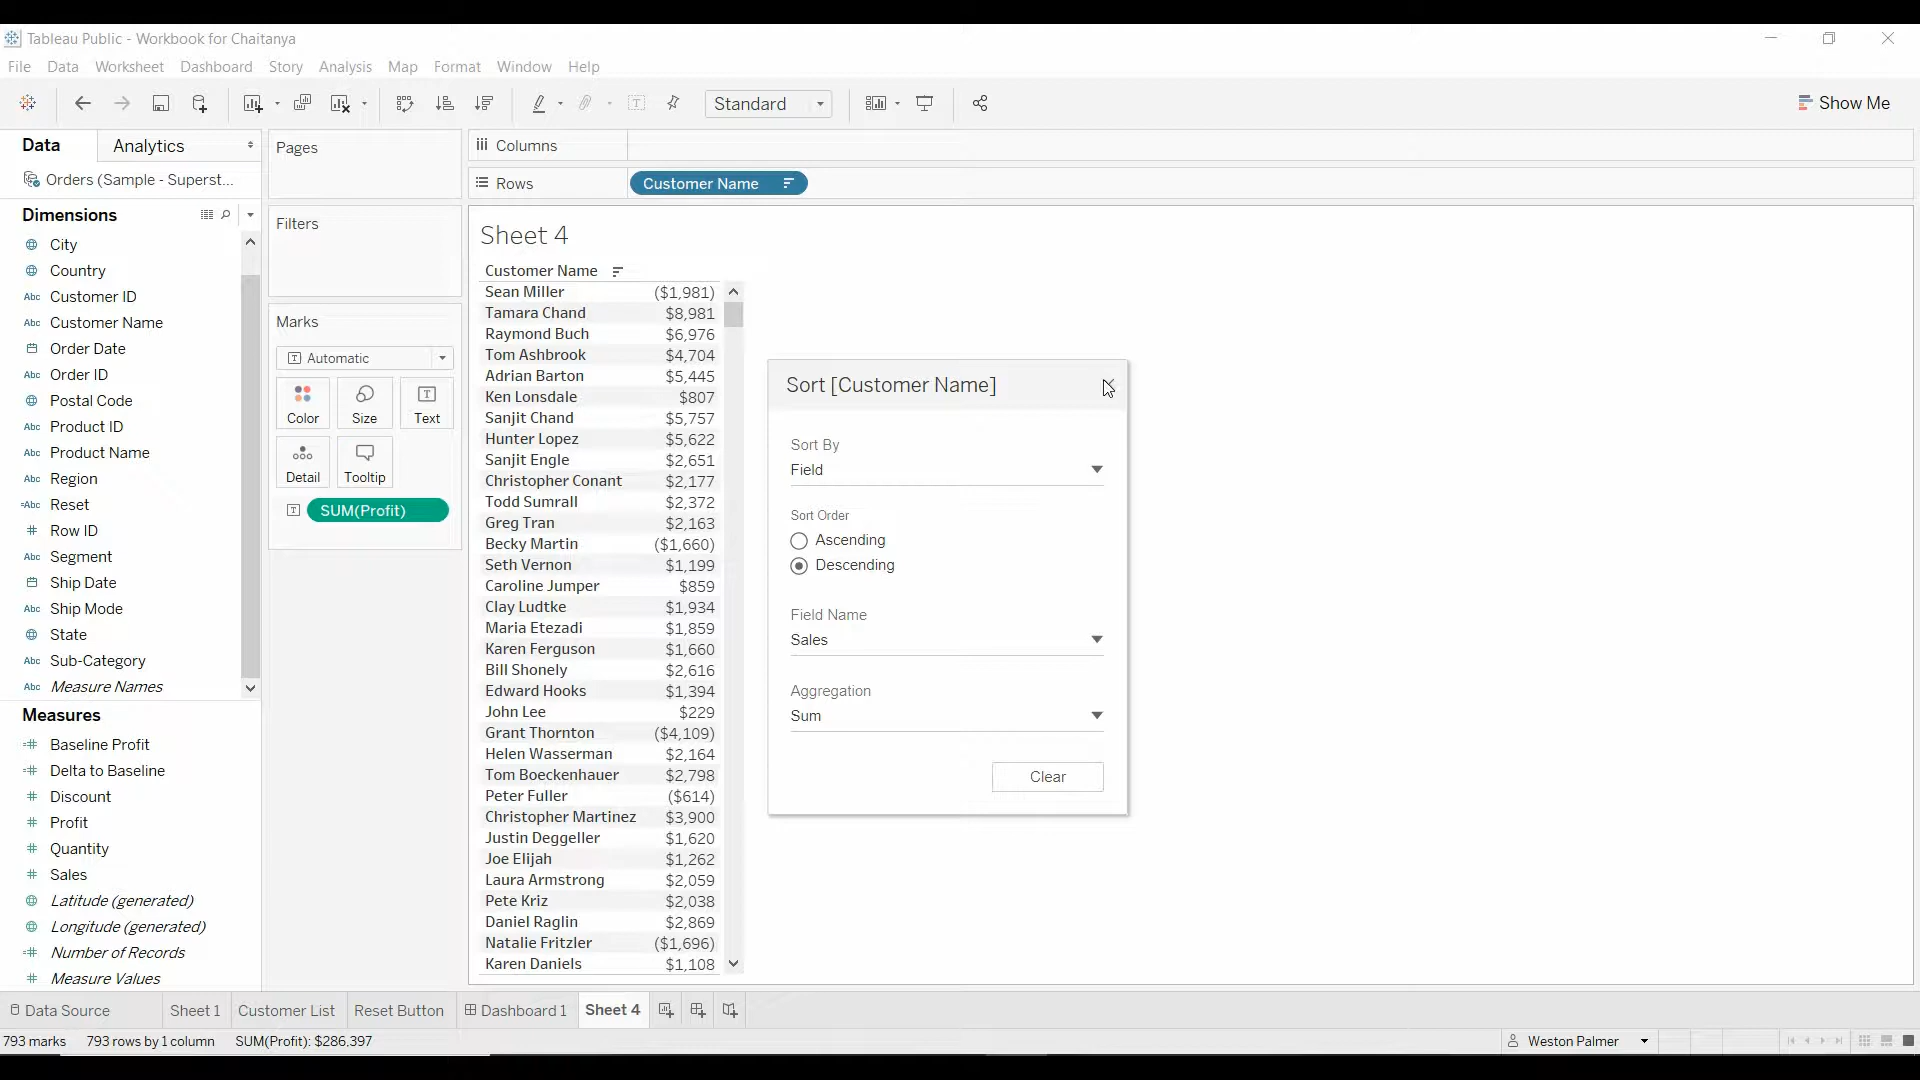 Tableau Public - Workbook for Chaitanya
File Data Worksheet Dashboard Story Analysis Map Format Window Help
Standard
Show Me
Data Analytics
Orders (Sample - Superst...
Dimensions
City
Country
Abc Customer ID
Abc Customer Name
Order Date
Abc Order ID
Postal Code
Abc Product ID
Abc Product Name
Abc Region
=Abc Reset
# Row ID
Abc Segment
Ship Date
Abc Ship Mode
State
Abc Sub-Category
Abc Measure Names
Measures
=# Baseline Profit
=# Delta to Baseline
# Discount
# Profit
# Quantity
# Sales
Latitude (generated)
Longitude (generated)
=# Number of Records
# Measure Values
Pages
Filters
Marks
Automatic
Color Size Text
Detail Tooltip
SUM(Profit)
Columns
Rows Customer Name
Sheet 4
Customer Name
Sean Miller ($1,981)
Tamara Chand $8,981
Raymond Buch $6,976
Tom Ashbrook $4,704
Adrian Barton $5,445
Ken Lonsdale $807
Sanjit Chand $5,757
Hunter Lopez $5,622
Sanjit Engle $2,651
Christopher Conant $2,177
Todd Sumrall $2,372
Greg Tran $2,163
Becky Martin ($1,660)
Seth Vernon $1,199
Caroline Jumper $859
Clay Ludtke $1,934
Maria Etezadi $1,859
Karen Ferguson $1,660
Bill Shonely $2,616
Edward Hooks $1,394
John Lee $229
Grant Thornton ($4,109)
Helen Wasserman $2,164
Tom Boeckenhauer $2,798
Peter Fuller ($614)
Christopher Martinez $3,900
Justin Deggeller $1,620
Joe Elijah $1,262
Laura Armstrong $2,059
Pete Kriz $2,038
Daniel Raglin $2,869
Natalie Fritzler ($1,696)
Karen Daniels $1,108
Sort [Customer Name]
Sort By
Field
Sort Order
Ascending
Descending
Field Name
Sales
Aggregation
Sum
Clear
Data Source Sheet 1 Customer List Reset Button Dashboard 1 Sheet 4
793 marks 793 rows by 1 column SUM(Profit): $286,397 Weston Palmer